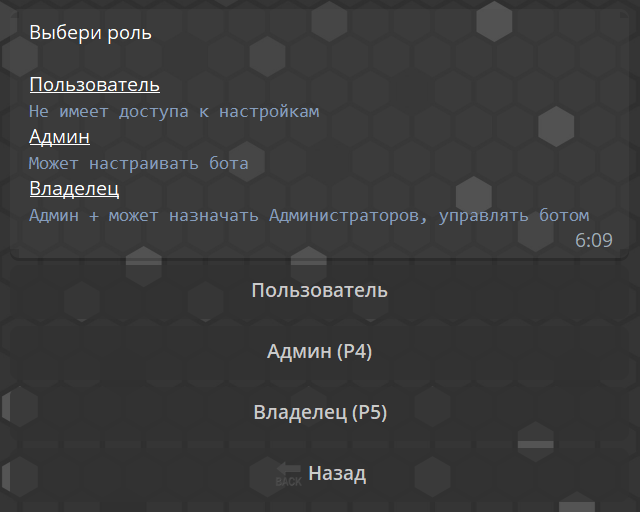 Выбери роль
Пользователь
Не имеет доступа к настройкам
Админ
Может настраивать бота
Владелец
Админ + может назначать Администраторов, управлять ботом
6:09
Пользователь
Админ (P4)
Владелец (P5)
BACK Назад